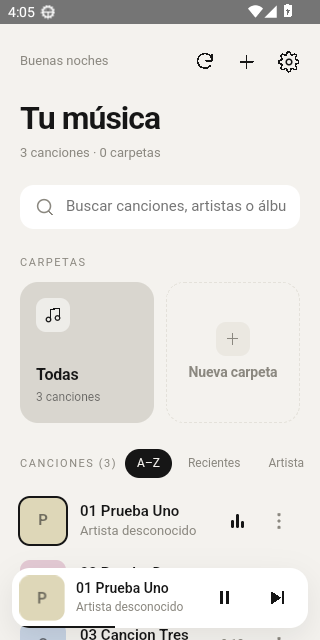 4:05
Buenas noches
Tu música
3 canciones · 0 carpetas
Buscar canciones, artistas o álbu
CARPETAS
Todas
3 canciones
Nueva carpeta
CANCIONES (3) A–Z Recientes Artista
P 01 Prueba Uno
Artista desconocido
P 01 Prueba Uno
Artista desconocido
03 Cancion Tres